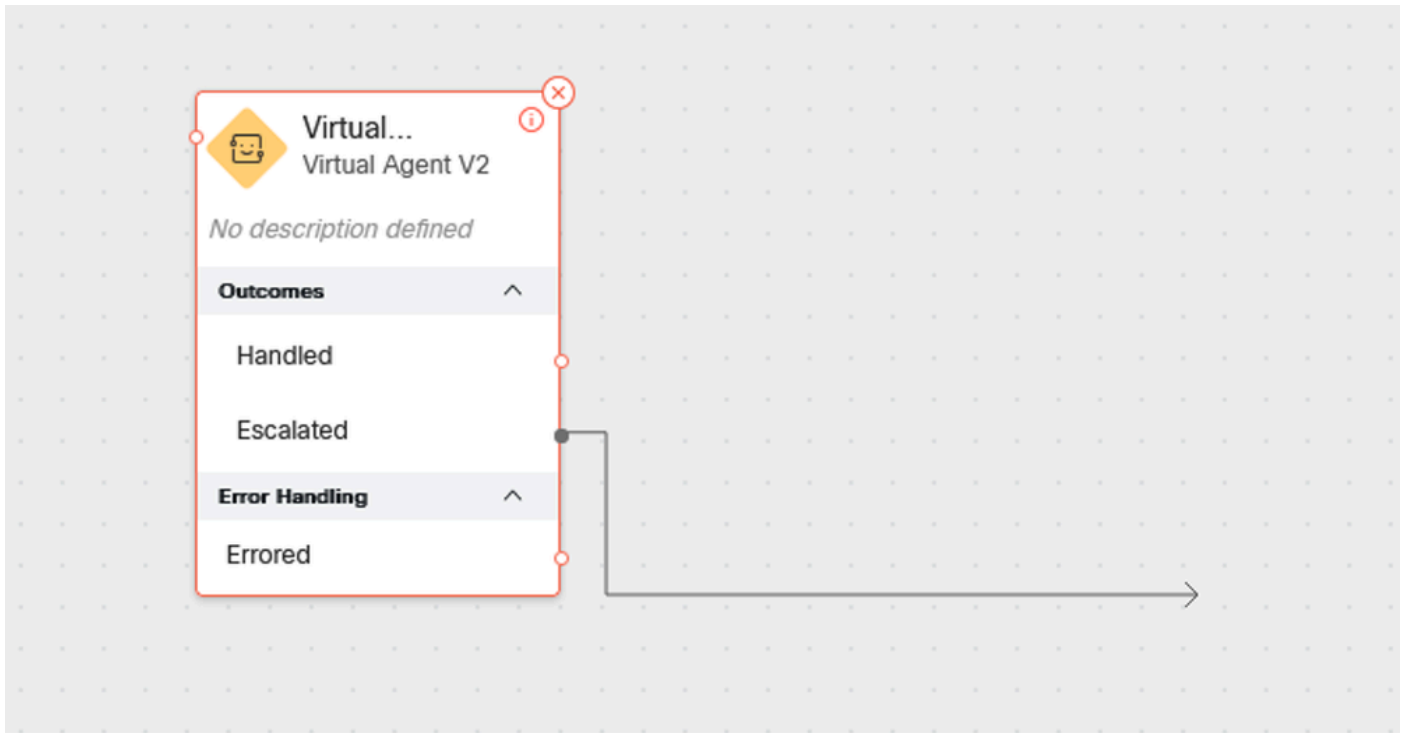 Virtual...
Virtual Agent V2
No description defined
Outcomes
Handled
Escalated
Error Handling
Errored